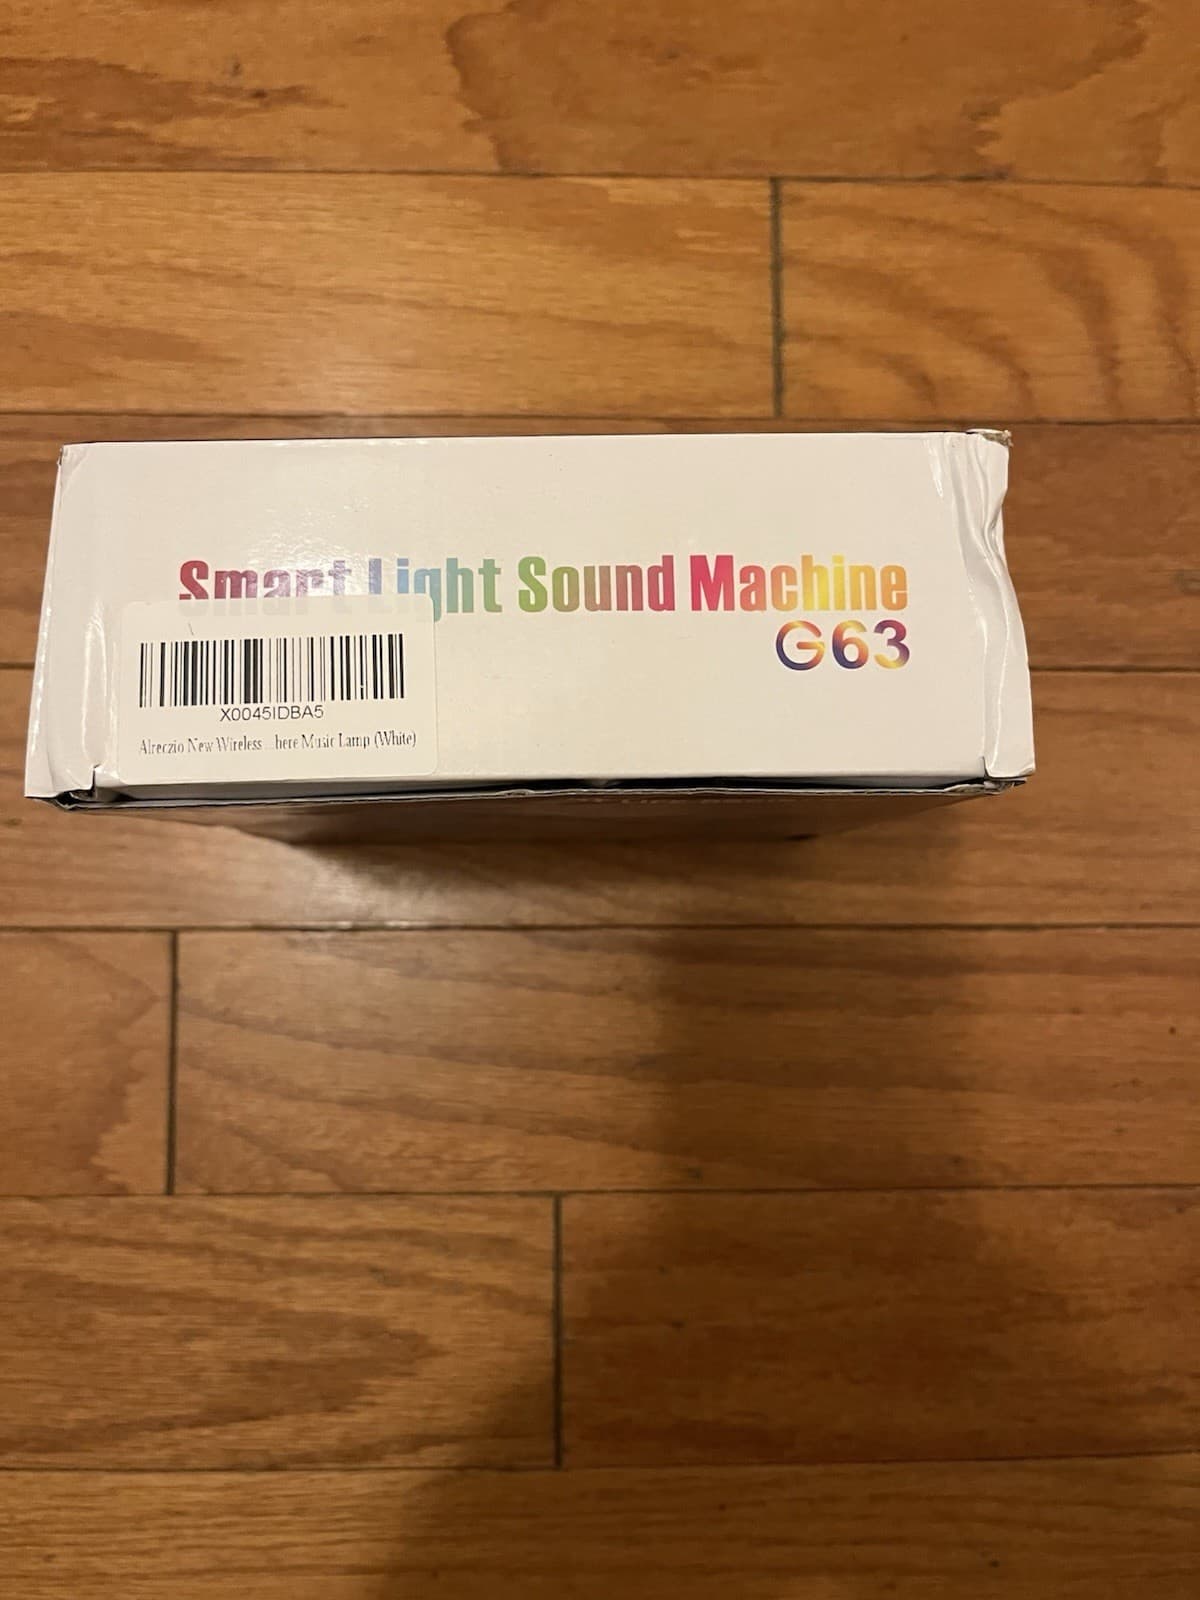 Smart Light Sound Machine
G63
X0045IDBA5
Alreczio New Wireless ...here Music Lamp (White)